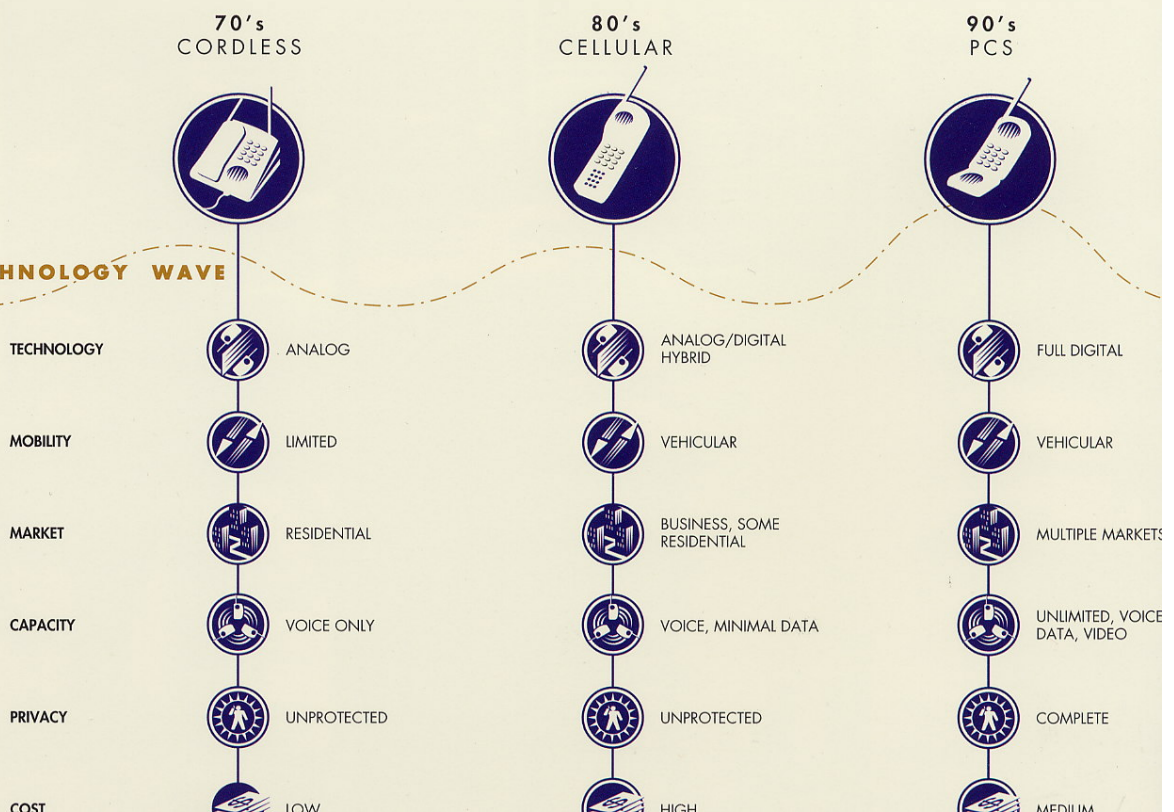 70's
CORDLESS
80's
CELLULAR
90's
PCS
HNOLOGY WAVE
TECHNOLOGY
ANALOG
ANALOG/DIGITAL
HYBRID
FULL DIGITAL
MOBILITY
LIMITED
VEHICULAR
VEHICULAR
MARKET
RESIDENTIAL
BUSINESS, SOME
RESIDENTIAL
MULTIPLE MARKETS
CAPACITY
VOICE ONLY
VOICE, MINIMAL DATA
UNLIMITED, VOICE
DATA, VIDEO
PRIVACY
UNPROTECTED
UNPROTECTED
COMPLETE
COST
LOW
HIGH
MEDIUM